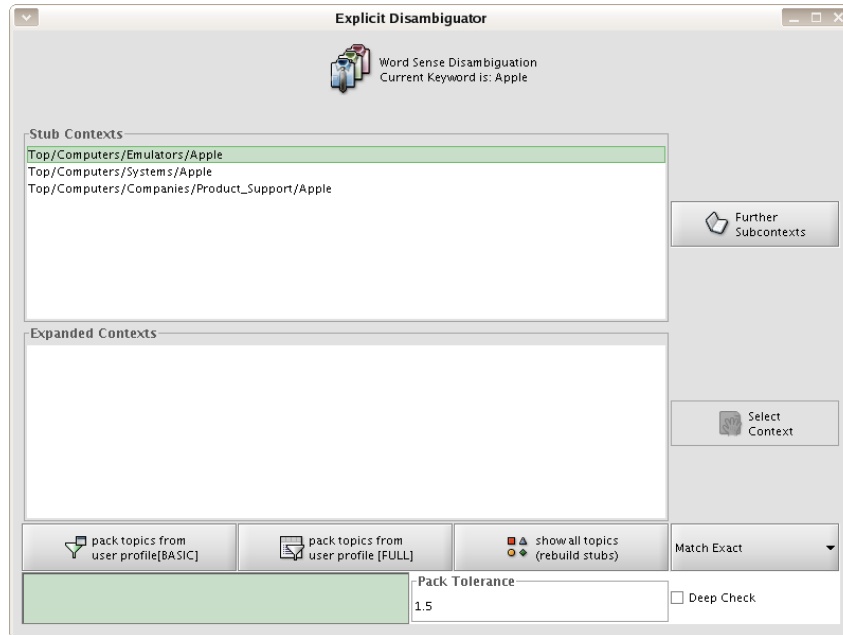 Explicit Disambiguator
Word Sense Disambiguation
Current Keyword is: Apple
Stub Contexts
Top/Computers/Emulators/Apple
Top/Computers/Systems/Apple
Top/Computers/Companies/Product_Support/Apple
Further
Subcontexts
Expanded Contexts
Select
Context
pack topics from
user profile[BASIC]
pack topics from
user profile [FULL]
show all topics
(rebuild stubs)
Match Exact
Pack Tolerance
1.5
Deep Check